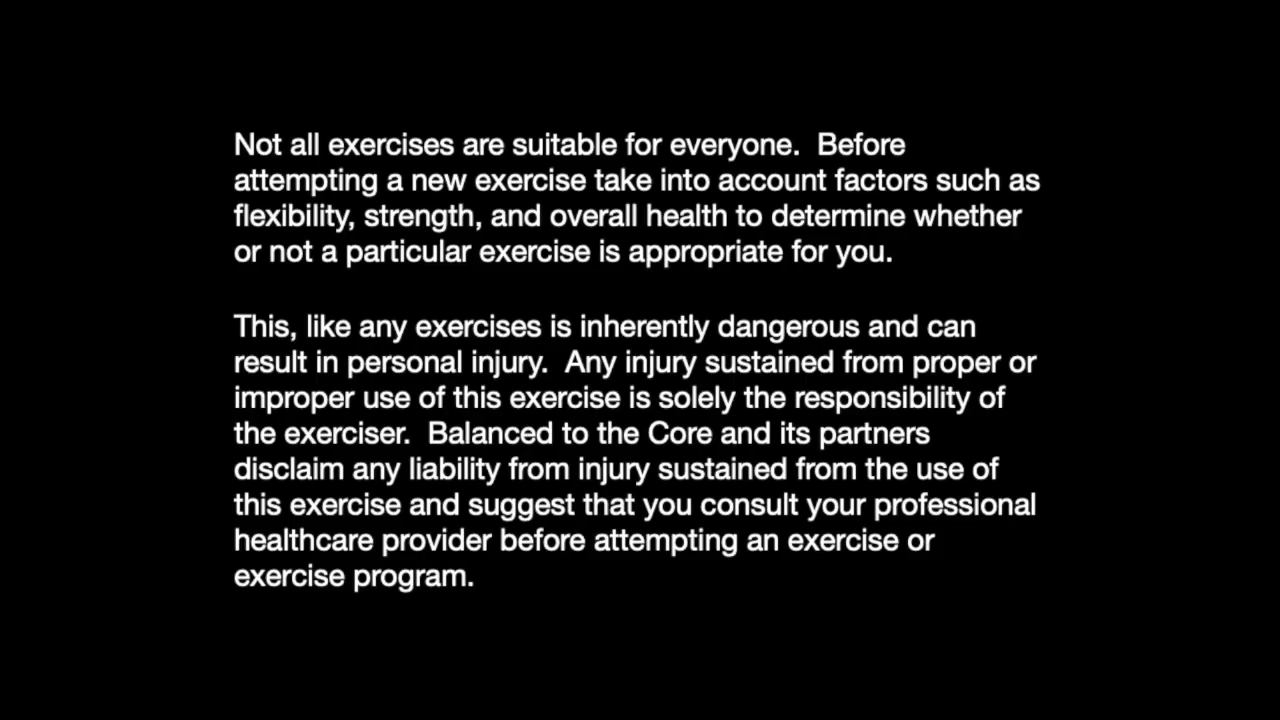 Not all exercises are suitable for everyone.  Before
attempting a new exercise take into account factors such as
flexibility, strength, and overall health to determine whether
or not a particular exercise is appropriate for you.
This, like any exercises is inherently dangerous and can
result in personal injury.  Any injury sustained from proper or
improper use of this exercise is solely the responsibility of
the exerciser.  Balanced to the Core and its partners
disclaim any liability from injury sustained from the use of
this exercise and suggest that you consult your professional
healthcare provider before attempting an exercise or
exercise program.